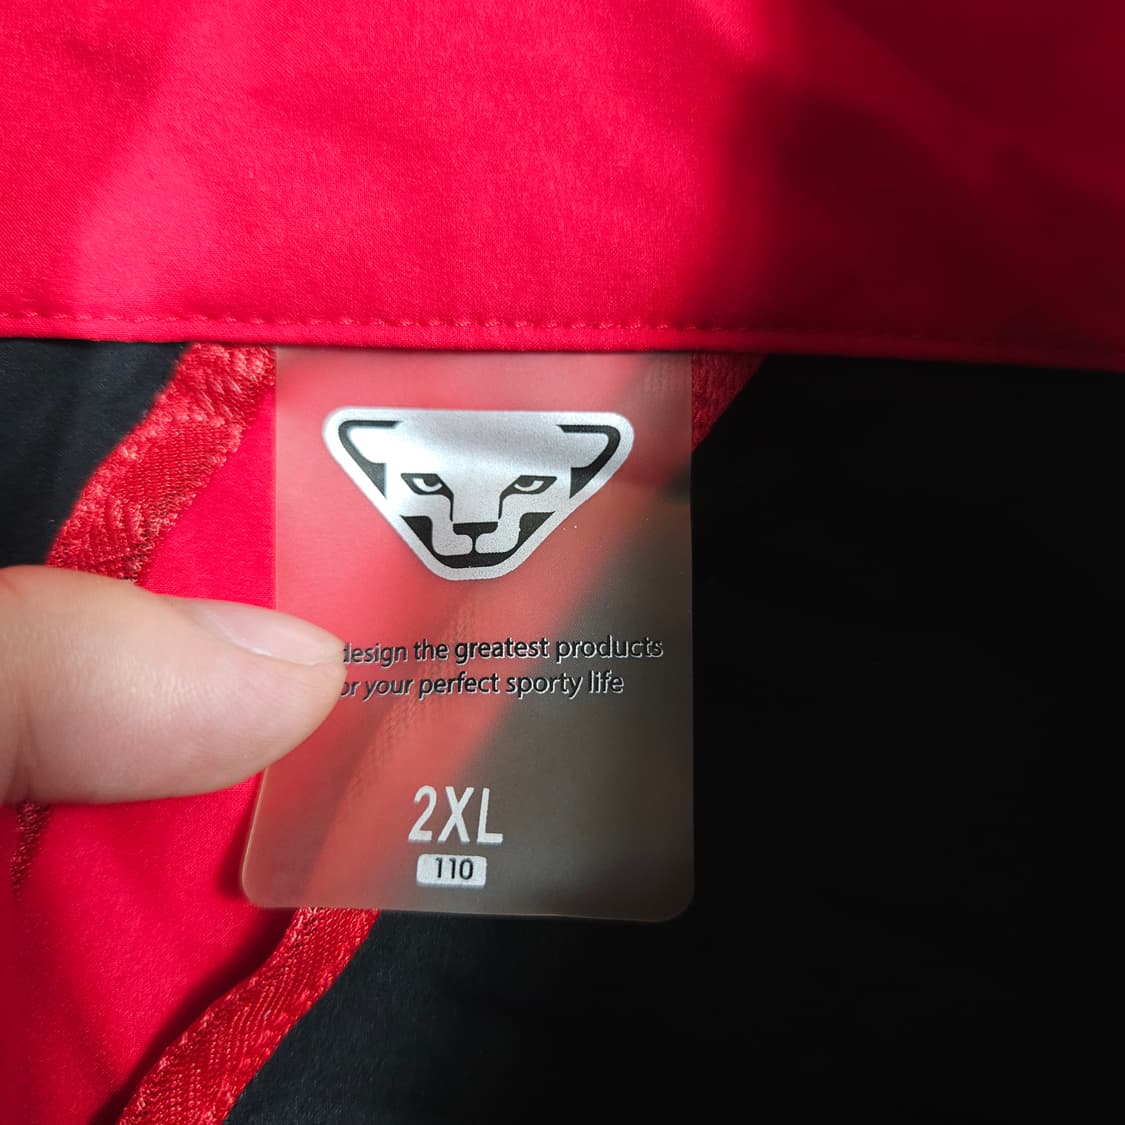 design the greatest products
or your perfect sporty life
2XL
110